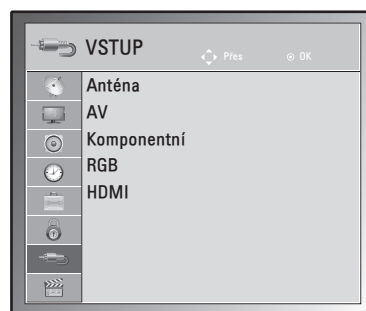 VSTUP
Přes OK
Anténa
AV
Komponentní
RGB
HDMI